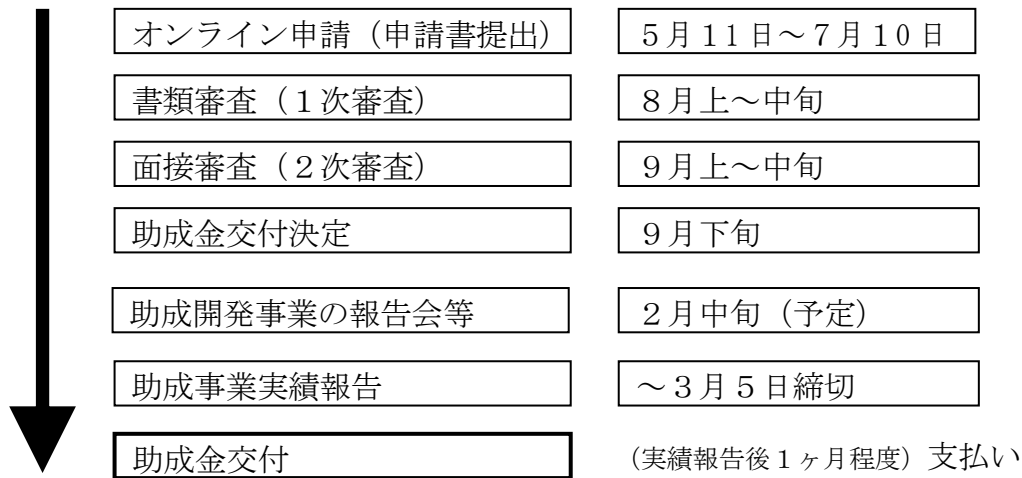 オンライン申請（申請書提出） 5月11日～7月10日
書類審査（1次審査） 8月上～中旬
面接審査（2次審査） 9月上～中旬
助成金交付決定 9月下旬
助成開発事業の報告会等 2月中旬（予定）
助成事業実績報告 ～3月5日締切
助成金交付 （実績報告後1ヶ月程度）支払い